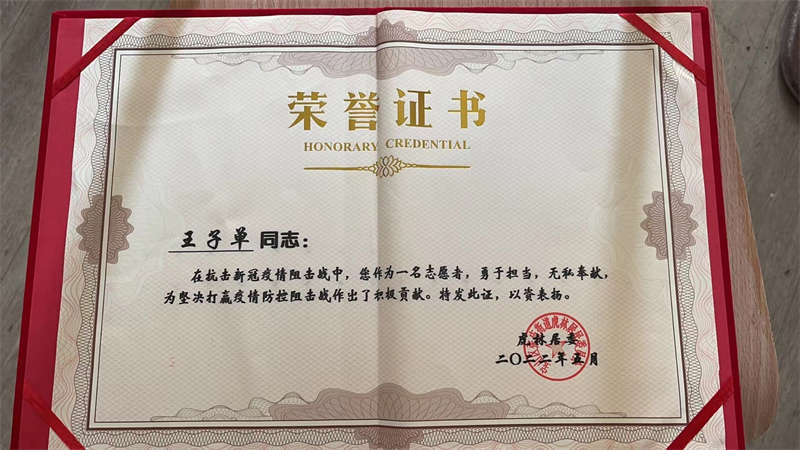 荣誉证书
HONORARY CREDENTIAL
王子单 同志：
在抗击新冠疫情阻击战中，您作为一名志愿者，勇于担当，无私奉献，
为坚决打赢疫情防控阻击战作出了积极贡献。特发此证，以资表扬。
虎林居委
二〇二二年五月